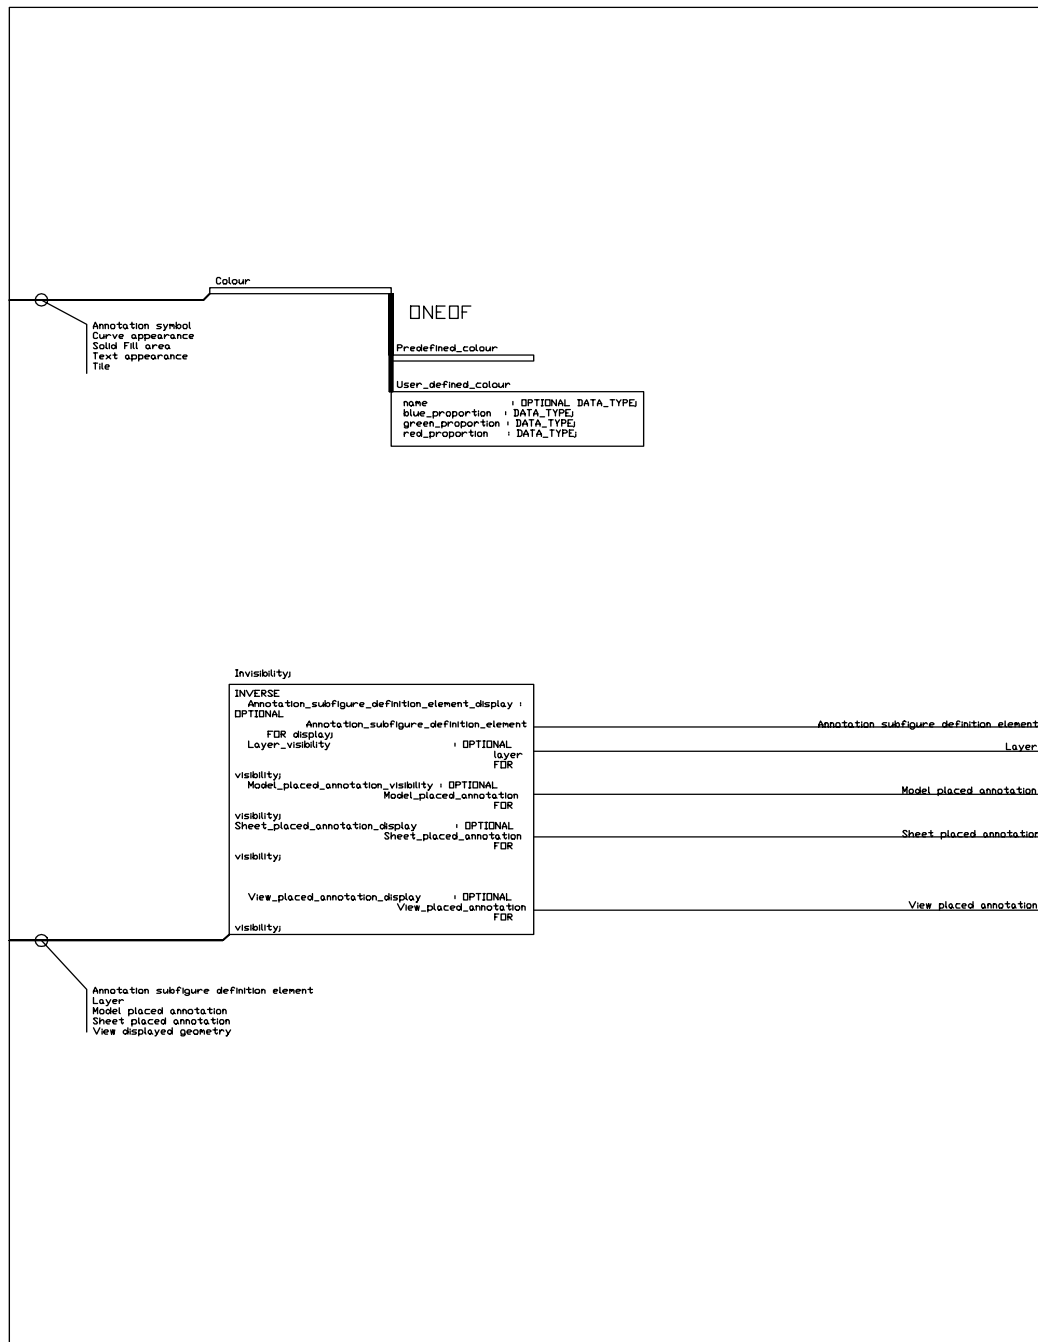 Colour
ONEOF
Annotation symbol
Curve appearance
Solid Fill area
Text appearance
Tile
Predefined_colour
User_defined_colour
name : OPTIONAL DATA_TYPE;
blue_proportion : DATA_TYPE;
green_proportion : DATA_TYPE;
red_proportion : DATA_TYPE;
Invisibility;
INVERSE
Annotation_subfigure_definition_element_display :
OPTIONAL
Annotation_subfigure_definition_element
FOR display;
Layer_visibility : OPTIONAL
layer
FOR
visibility;
Model_placed_annotation_visibility : OPTIONAL
Model_placed_annotation
FOR
visibility;
Sheet_placed_annotation_display : OPTIONAL
Sheet_placed_annotation
FOR
visibility;
View_placed_annotation_display : OPTIONAL
View_placed_annotation
FOR
visibility;
Annotation subfigure definition element
Layer
Model placed annotation
Sheet placed annotation
View placed annotation
Annotation subfigure definition element
Layer
Model placed annotation
Sheet placed annotation
View displayed geometry